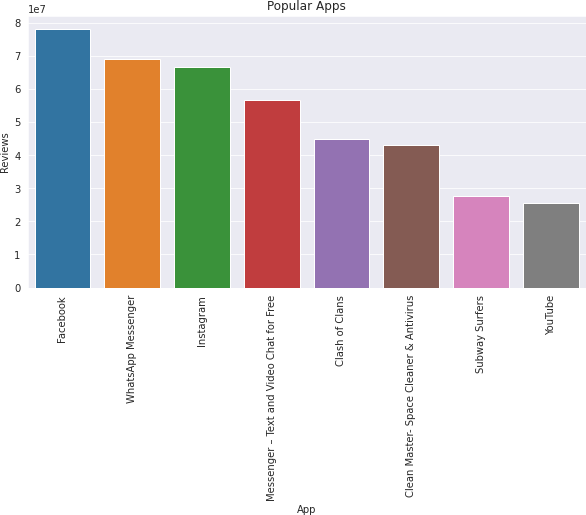 Popular Apps
1e7
8
7
6
5
4
3
2
1
0
Reviews
Facebook
WhatsApp Messenger
Instagram
Messenger – Text and Video Chat for Free
Clash of Clans
Clean Master- Space Cleaner & Antivirus
Subway Surfers
YouTube
App